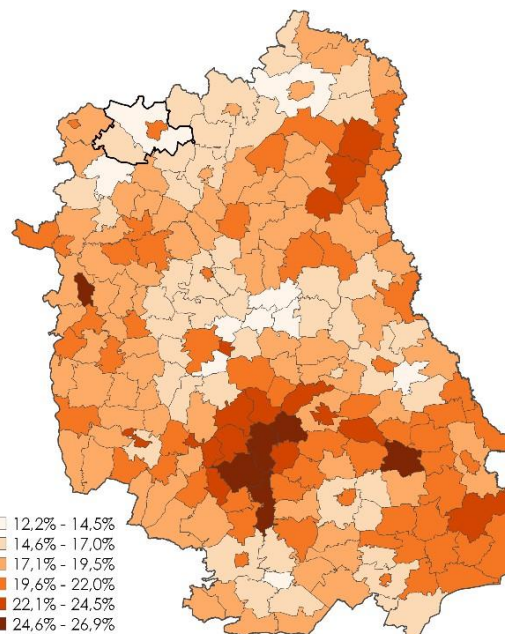 12,2% - 14,5%
14,6% - 17,0%
17,1% - 19,5%
19,6% - 22,0%
22,1% - 24,5%
24,6% - 26,9%